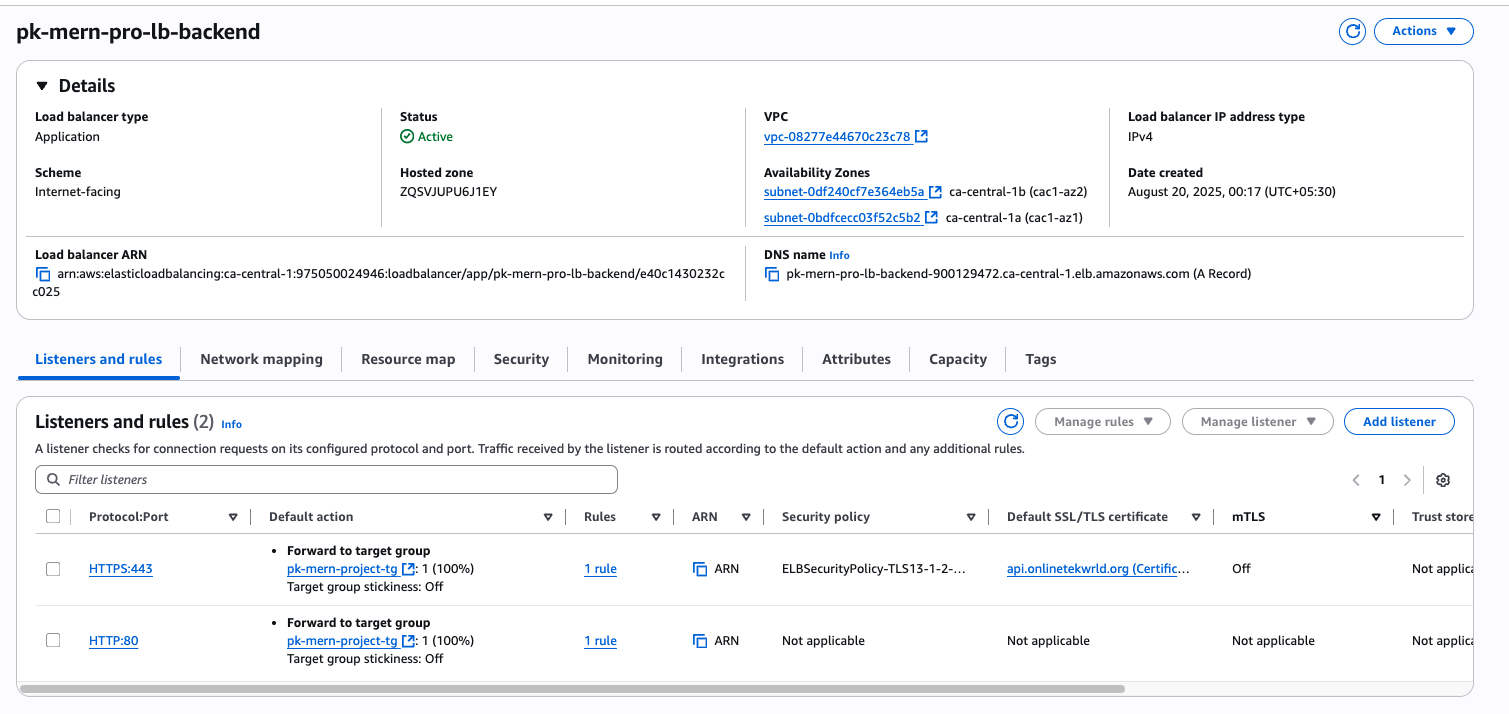 pk-mern-pro-lb-backend
Actions
Details
Load balancer type
Application
Status
Active
VPC
vpc-08277e44670c23c78
Load balancer IP address type
IPv4
Scheme
Internet-facing
Hosted zone
ZQSVJUPU6J1EY
Availability Zones
subnet-0df240cf7e364eb5a ca-central-1b (cac1-az2)
subnet-0bdfcecc03f52c5b2 ca-central-1a (cac1-az1)
Date created
August 20, 2025, 00:17 (UTC+05:30)
Load balancer ARN
arn:aws:elasticloadbalancing:ca-central-1:975050024946:loadbalancer/app/pk-mern-pro-lb-backend/e40c1430232c
c025
DNS name Info
pk-mern-pro-lb-backend-900129472.ca-central-1.elb.amazonaws.com (A Record)
Listeners and rules Network mapping Resource map Security Monitoring Integrations Attributes Capacity Tags
Listeners and rules (2) Info
Manage rules Manage listener Add listener
A listener checks for connection requests on its configured protocol and port. Traffic received by the listener is routed according to the default action and any additional rules.
Filter listeners
1
Protocol:Port Default action Rules ARN Security policy Default SSL/TLS certificate mTLS Trust store
HTTPS:443
• Forward to target group
pk-mern-project-tg : 1 (100%)
Target group stickiness: Off
1 rule
ARN
ELBSecurityPolicy-TLS13-1-2-...
api.onlinetekwrld.org (Certific...
Off
Not applica
HTTP:80
• Forward to target group
pk-mern-project-tg : 1 (100%)
Target group stickiness: Off
1 rule
ARN
Not applicable
Not applicable
Not applicable
Not applica